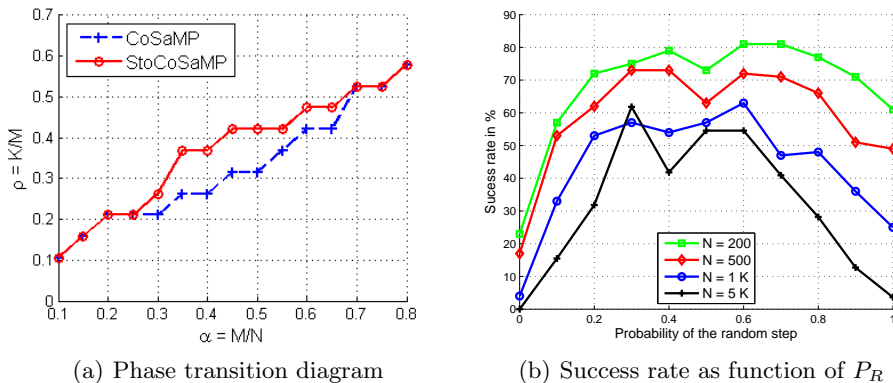 0.7
0.6
0.5
0.4
0.3
0.2
0.1
0
ρ = K/M
CoSaMP
StoCoSaMP
0.1 0.2 0.3 0.4 0.5 0.6 0.7 0.8
α = M/N
(a) Phase transition diagram
90
80
70
60
50
40
30
20
10
0
Success rate in %
N = 200
N = 500
N = 1 K
N = 5 K
0 0.2 0.4 0.6 0.8 1
Probability of the random step
(b) Success rate as function of P_R